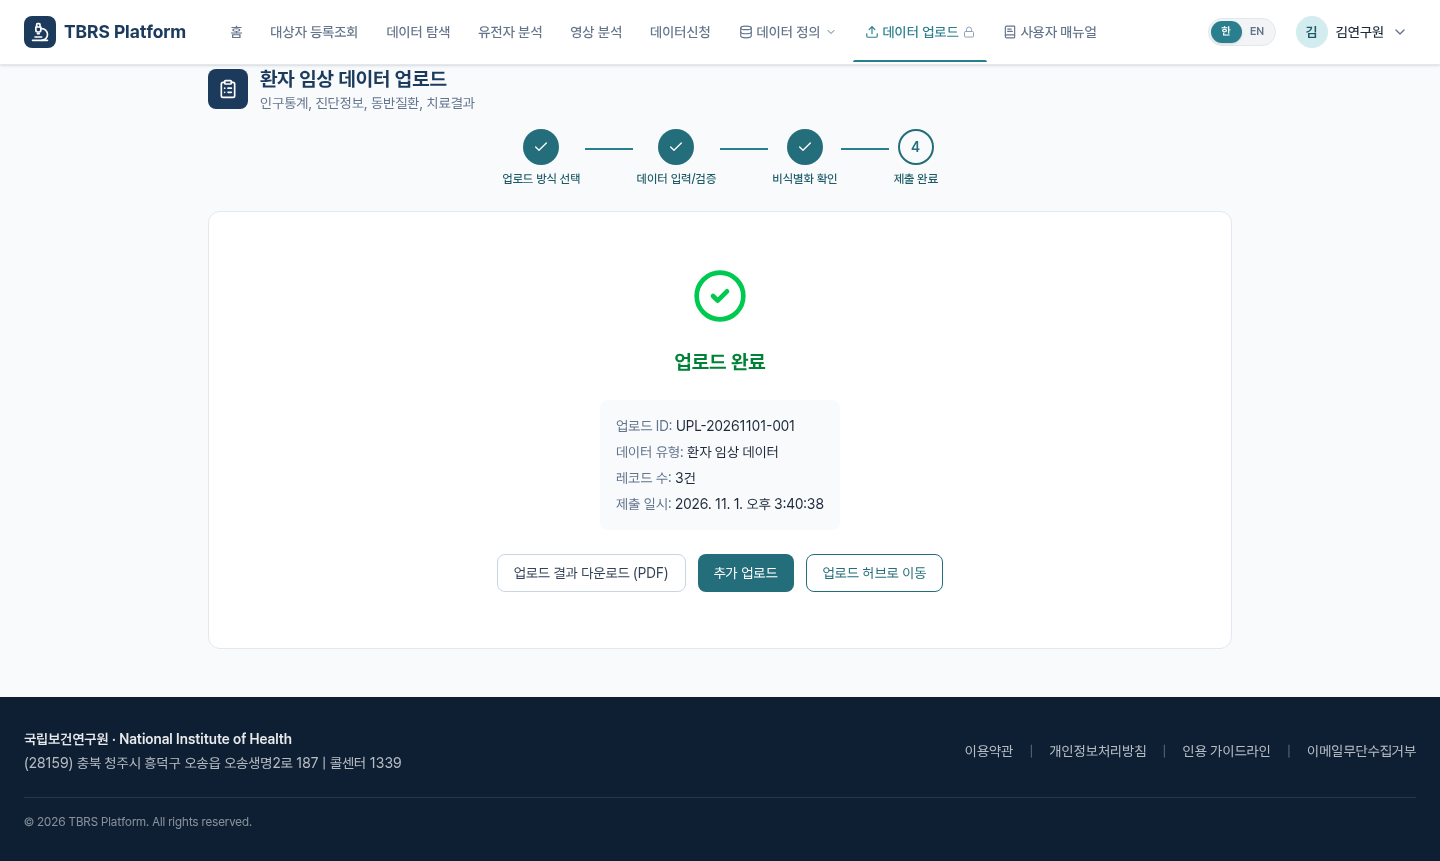 TBRS Platform
홈
대상자 등록조회
데이터 탐색
유전자 분석
영상 분석
데이터신청
데이터 정의
데이터 업로드
사용자 매뉴얼
한
EN
김
김연구원
환자 임상 데이터 업로드
인구통계, 진단정보, 동반질환, 치료결과
4
업로드 방식 선택
데이터 입력/검증
비식별화 확인
제출 완료
업로드 완료
업로드 ID: UPL-20261101-001
데이터 유형: 환자 임상 데이터
레코드 수: 3건
제출 일시: 2026. 11. 1. 오후 3:40:38
업로드 결과 다운로드 (PDF)
추가 업로드
업로드 허브로 이동
국립보건연구원 · National Institute of Health
(28159) 충북 청주시 흥덕구 오송읍 오송생명2로 187 | 콜센터 1339
이용약관 | 개인정보처리방침 | 인용 가이드라인 | 이메일무단수집거부
© 2026 TBRS Platform. All rights reserved.